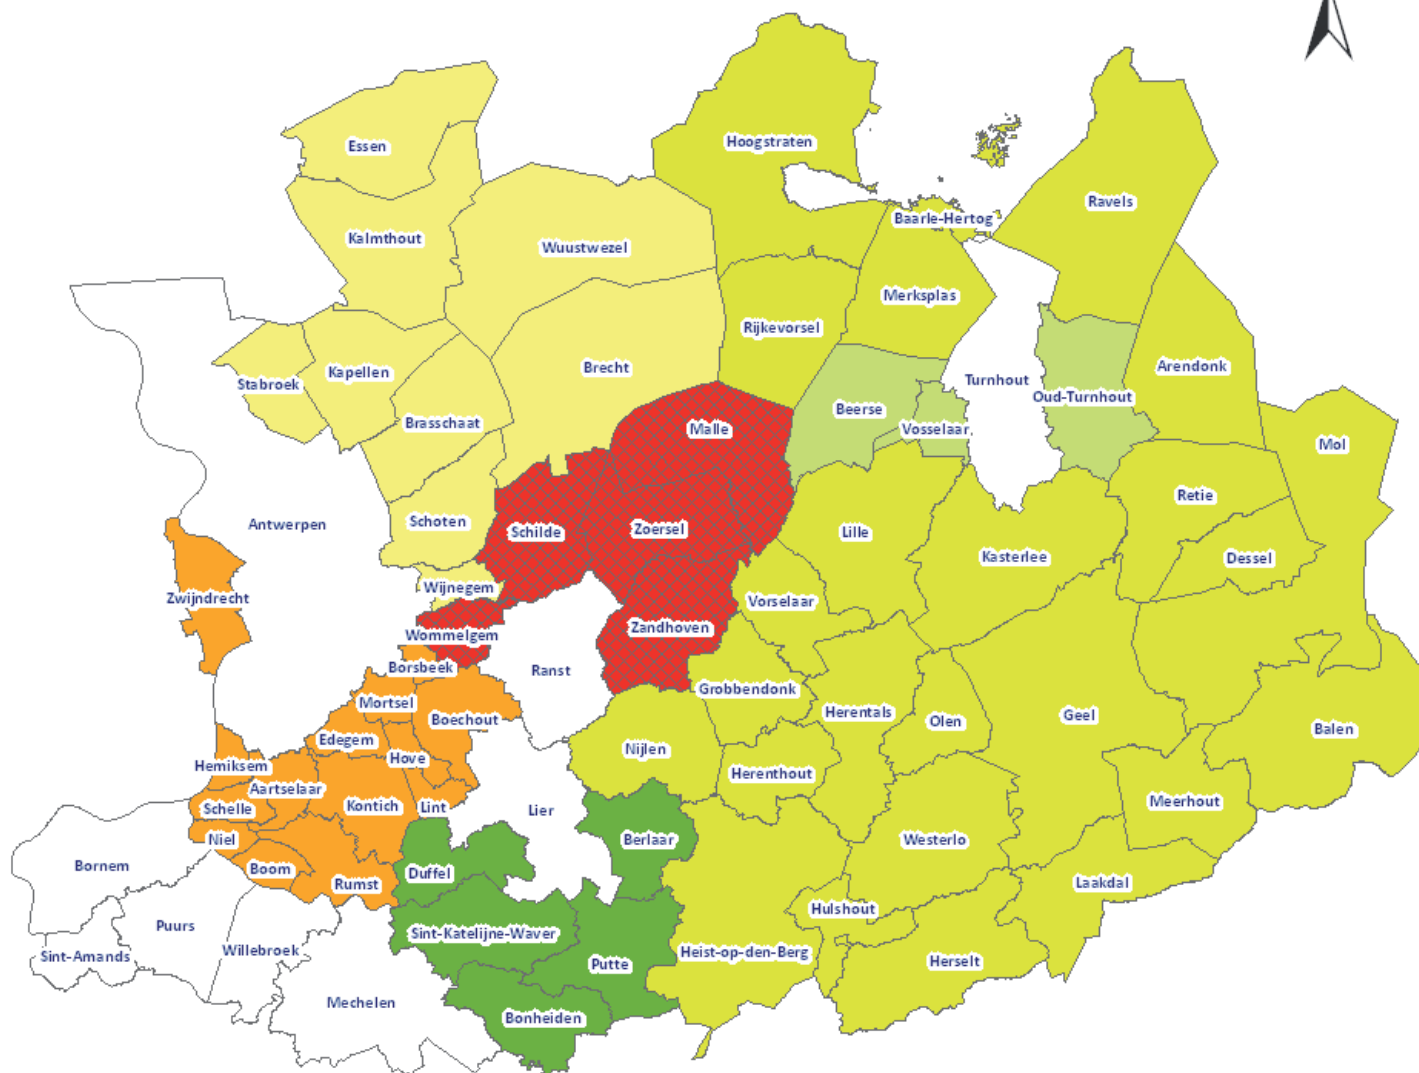 Essen
Hoogstraten
Ravels
Baarle-Hertog
Kalmthout
Wuustwezel
Merksplas
Rijkevorsel
Brecht
Kapellen
Stabroek
Arendonk
Turnhout
Oud-Turnhout
Beerse
Vosselaar
Brasschaat
Malle
Mol
Retie
Schoten
Antwerpen
Schilde
Zoersel
Lille
Kasterlee
Dessel
Wijnegem
Zwijndrecht
Vorselaar
Zandhoven
Wommelgem
Borsbeek
Ranst
Grobbendonk
Mortsel
Boechout
Herentals
Olen
Geel
Balen
Edegem
Nijlen
Hove
Hemiksem
Herenthout
Aartselaar
Meerhout
Schelle
Kontich
Lint
Lier
Niel
Berlaar
Westerlo
Bornem
Boom
Duffel
Rumst
Laakdal
Hulshout
Puurs
Sint-Katelijne-Waver
Willebroek
Sint-Amands
Heist-op-den-Berg
Putte
Herselt
Mechelen
Bonheiden